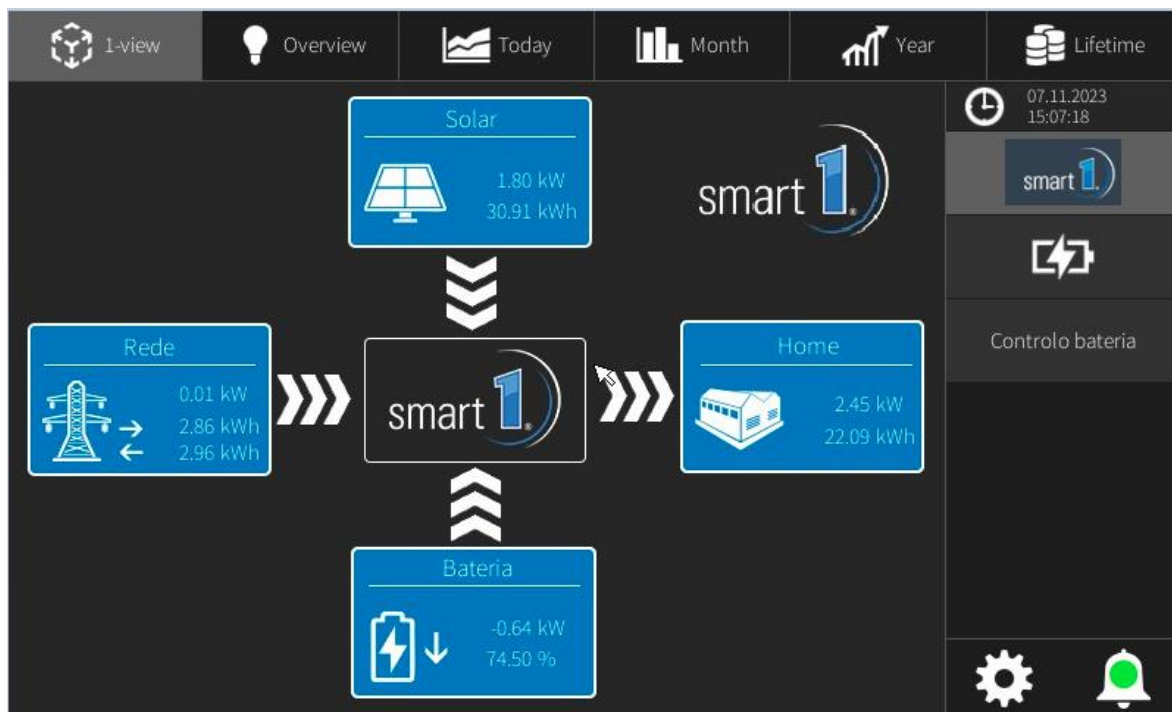 1-view
Overview
Today
Month
Year
Lifetime
07.11.2023
15:07:18
Solar
1.80 kW
30.91 kWh
smart 1®
smart 1®
Rede
0.01 kW
2.86 kWh
2.96 kWh
smart 1®
Home
2.45 kW
22.09 kWh
Controlo bateria
Bateria
-0.64 kW
74.50 %